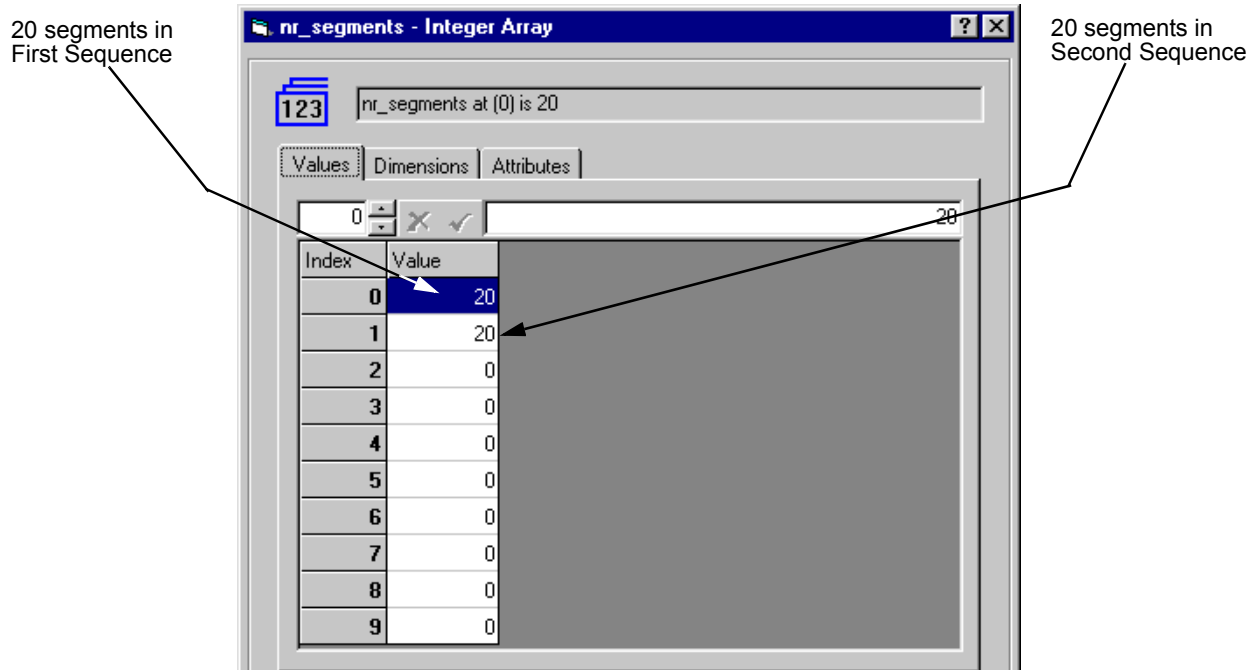 20 segments in
First Sequence
nr_segments - Integer Array
20 segments in
Second Sequence
123
nr_segments at (0) is 20
Values Dimensions Attributes
0 20
Index Value
0 20
1 20
2 0
3 0
4 0
5 0
6 0
7 0
8 0
9 0